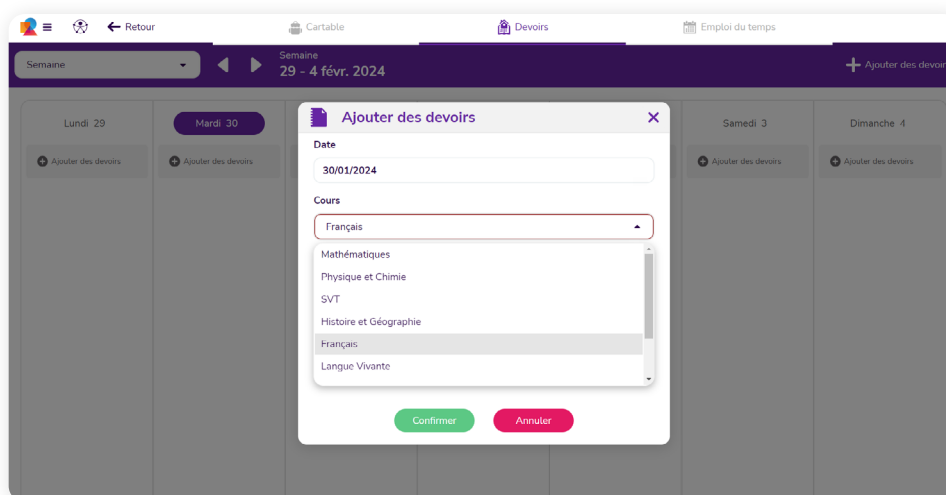 Retour
Cartable
Devoirs
Emploi du temps
Semaine
Semaine
29 - 4 févr. 2024
Ajouter des devoir
Lundi 29
Mardi 30
Samedi 3
Dimanche 4
Ajouter des devoirs
Ajouter des devoirs
Ajouter des devoirs
Ajouter des devoirs
Ajouter des devoirs
Date
30/01/2024
Cours
Français
Mathématiques
Physique et Chimie
SVT
Histoire et Géographie
Français
Langue Vivante
Confirmer
Annuler